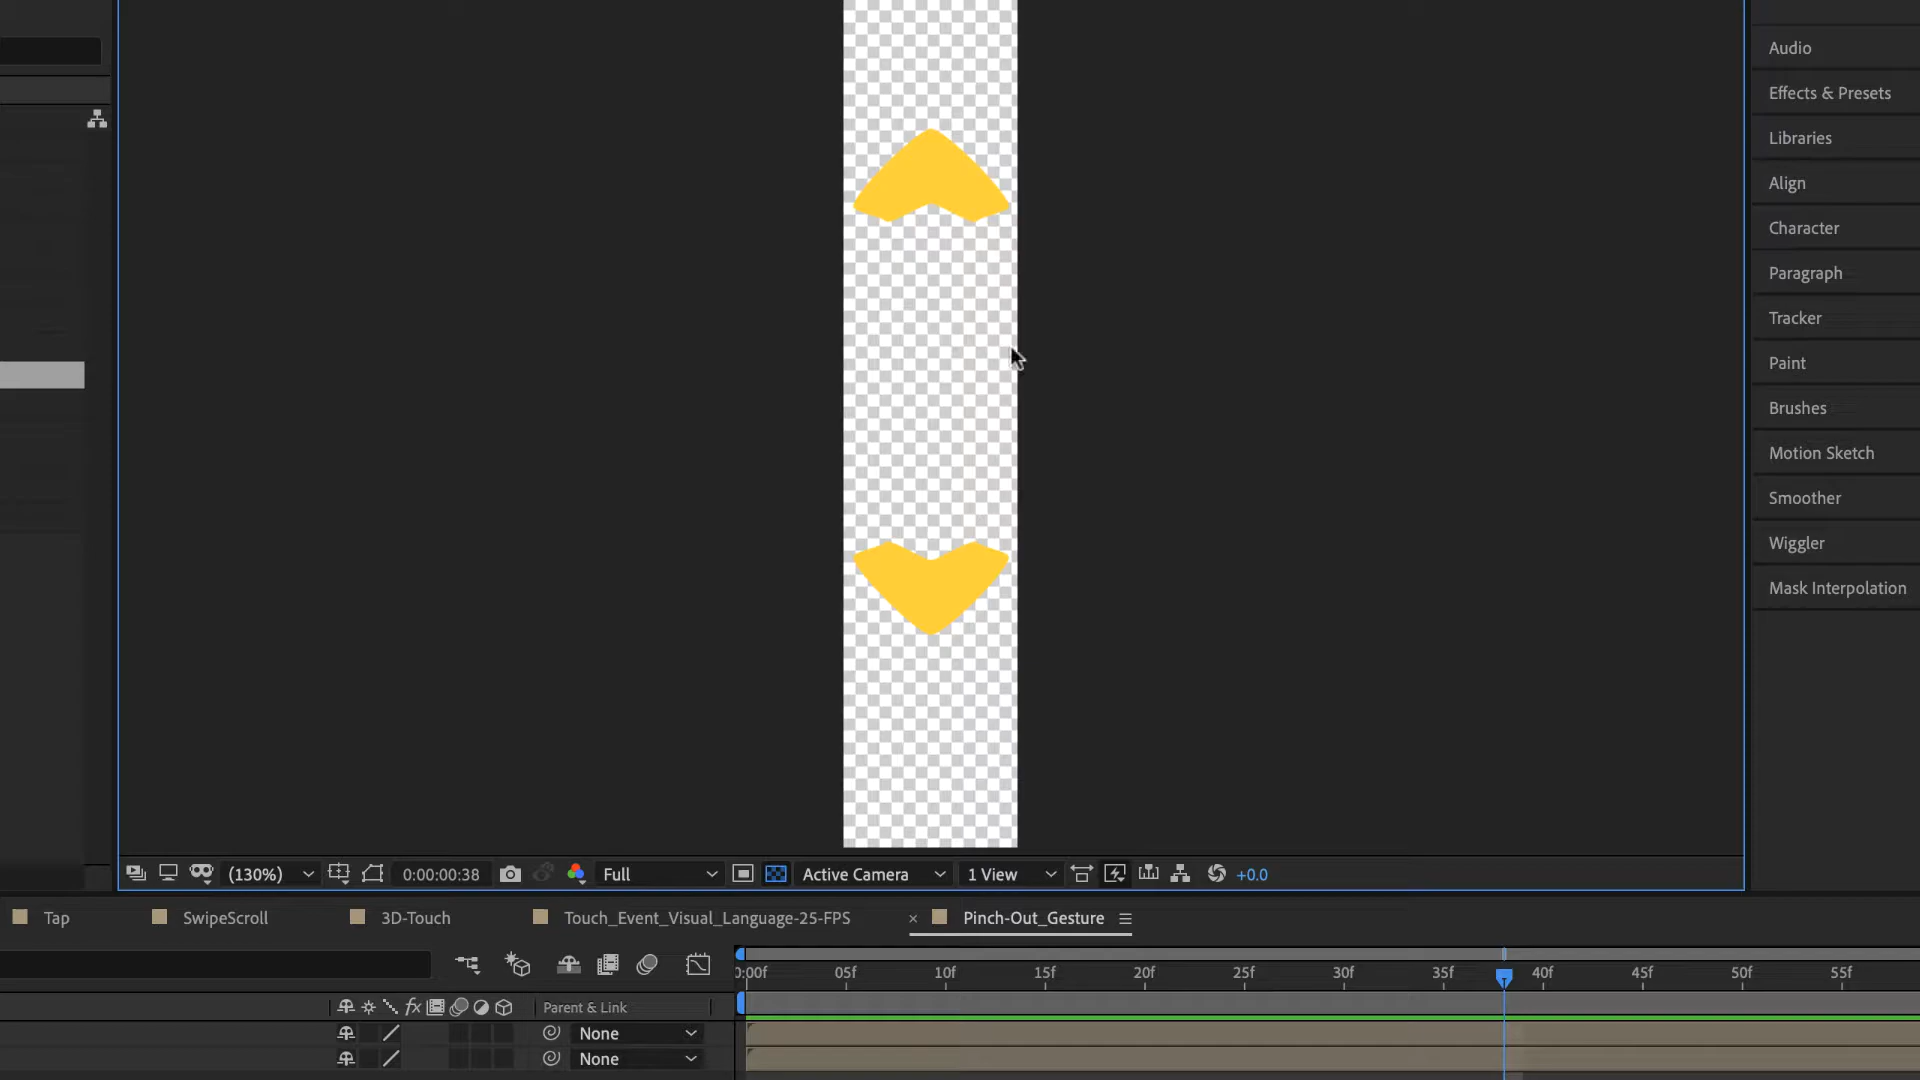 Audio
Effects & Presets
Libraries
Align
Character
Paragraph
Tracker
Paint
Brushes
Motion Sketch
Smoother
Wiggler
Mask Interpolation
(130%) 0:00:00:38 Full Active Camera 1 View +0.0
Tap SwipeScroll 3D-Touch Touch_Event_Visual_Language-25-FPS × Pinch-Out_Gesture
0:00f 05f 10f 15f 20f 25f 30f 35f 40f 45f 50f 55f
fx Parent & Link
None
None